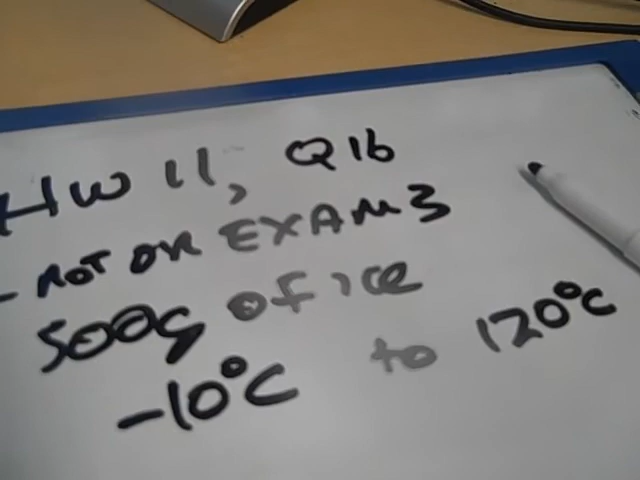 HW 11, Q1b
- NOT ON EXAM 3
500g of ice
-10°C to 120°C